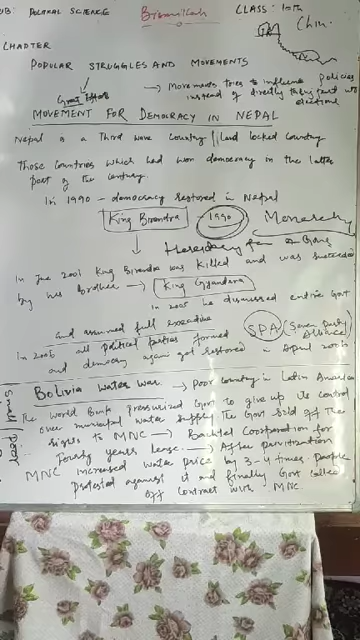 SUB: POLITICAL SCIENCE Bismillah CLASS: 10th
CHAPTER
POPULAR STRUGGLES AND MOVEMENTS
Great Efforts → Movements tries to influence policies
instead of directly taking part in
elections
MOVEMENT FOR DEMOCRACY IN NEPAL
Nepal is a Third wave Country || Land locked country
Those Countries which had won democracy in the latter
part of the century.
In 1990 - democracy restored in Nepal
King Birendra 1990 Monarchy
In June 2001 King Birendra was killed and was succeeded
by his brother → King Gyanendra
in 2005 he dismissed entire Govt
and assumed full executive
in 2006 all political parties formed SPA (Seven Party Alliance)
and democracy again got restored in April 2006
Bolivia water war → Poor Country in Latin America
The World Bank pressurized Govt to give up its control
over municipal water supply The Govt sold off the
rights to MNC → Bechtel Corporation for
Forty years lease. → After privatization
MNC increased water price by 3-4 times. people
protested against it and finally Govt called
off contract with MNC.